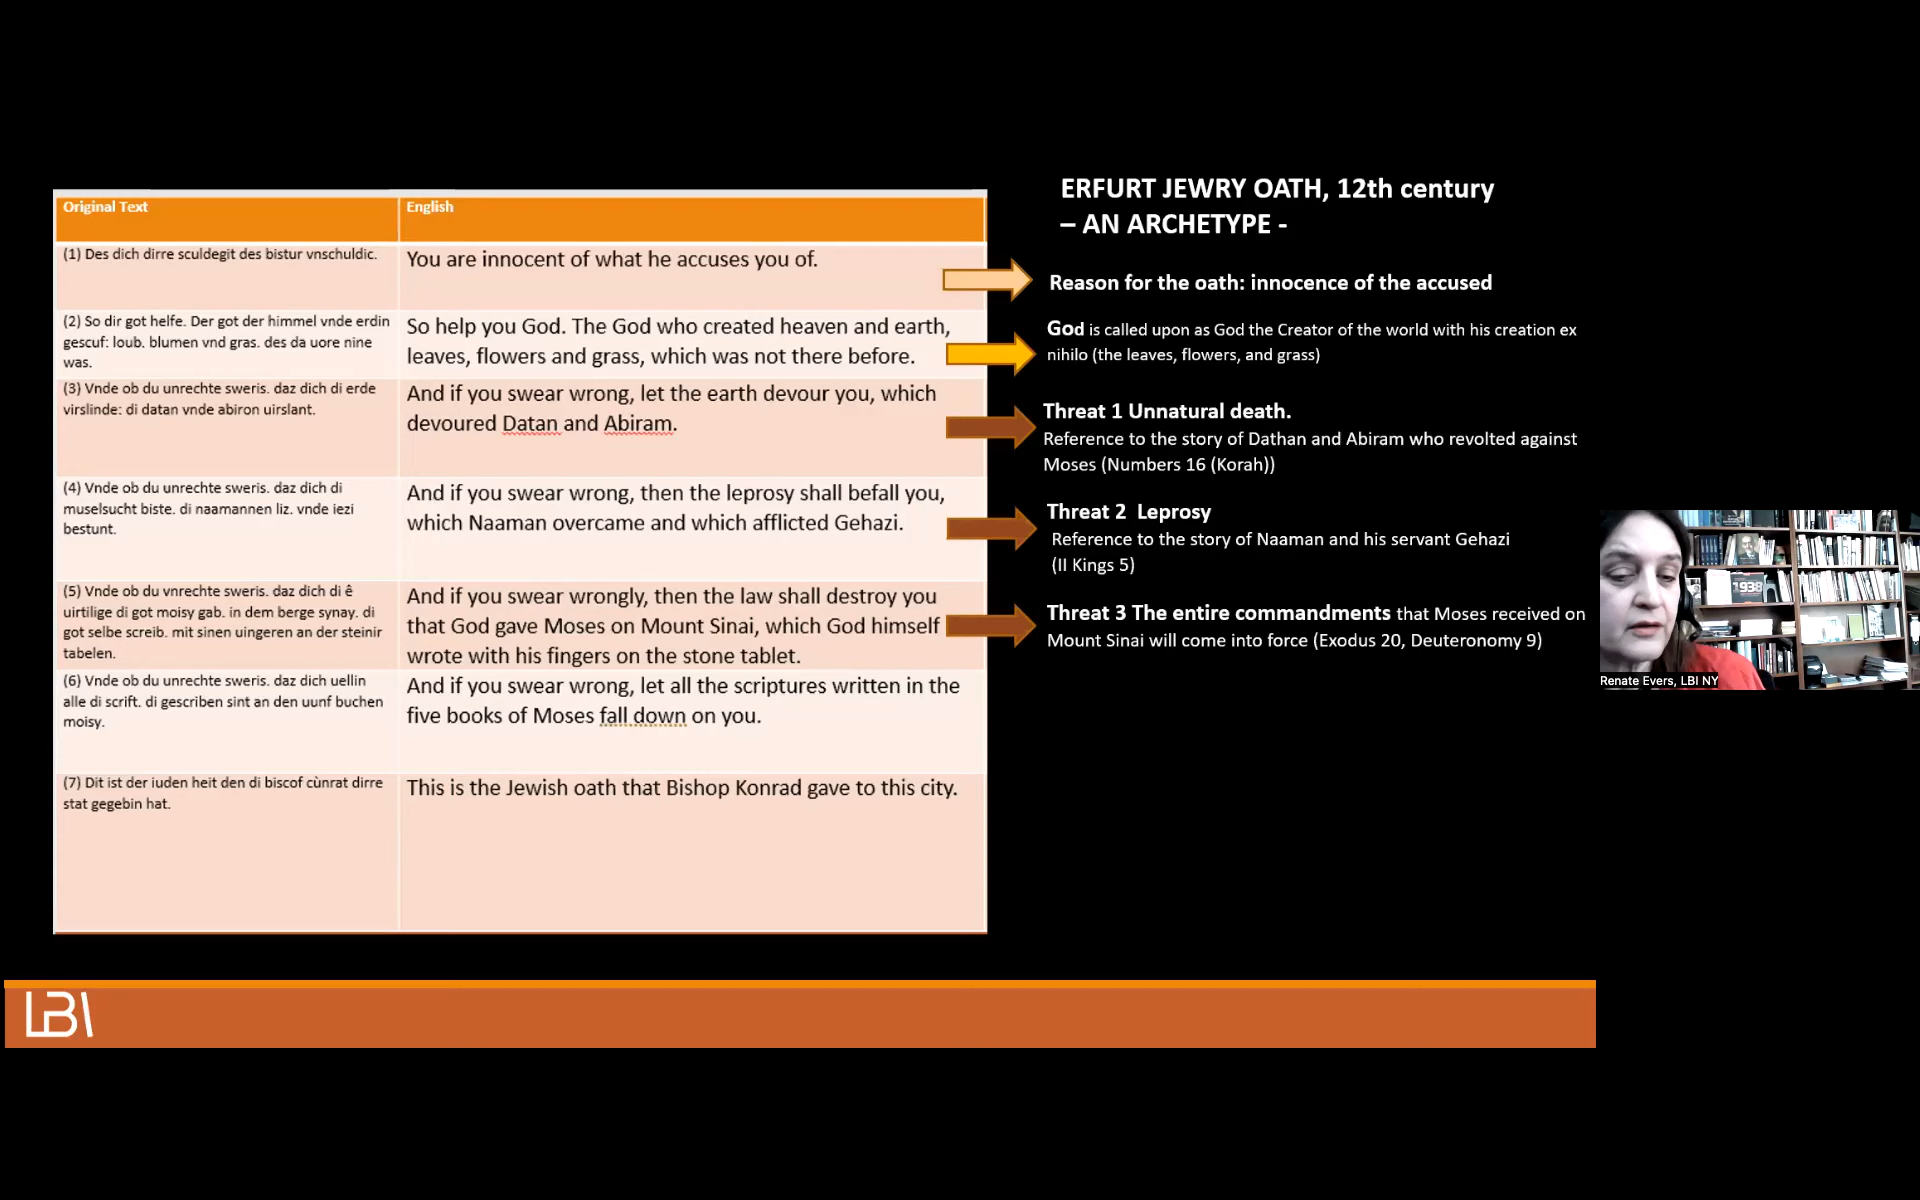 ERFURT JEWRY OATH, 12th century
– AN ARCHETYPE -
Original Text
English
(1) Des dich dirre sculdegit des bistur vnschuldic.
You are innocent of what he accuses you of.
Reason for the oath: innocence of the accused
(2) So dir got helfe. Der got der himmel vnde erdin
gescuf: loub. blumen vnd gras. des da uore nine
was.
So help you God. The God who created heaven and earth,
leaves, flowers and grass, which was not there before.
God is called upon as God the Creator of the world with his creation ex
nihilo (the leaves, flowers, and grass)
(3) Vnde ob du unrechte sweris. daz dich di erde
virslinde: di datan vnde abiron uirslant.
And if you swear wrong, let the earth devour you, which
devoured Datan and Abiram.
Threat 1 Unnatural death.
Reference to the story of Dathan and Abiram who revolted against
Moses (Numbers 16 (Korah))
(4) Vnde ob du unrechte sweris. daz dich di
muselsucht biste. di naamannen liz. vnde iezi
bestunt.
And if you swear wrong, then the leprosy shall befall you,
which Naaman overcame and which afflicted Gehazi.
Threat 2 Leprosy
Reference to the story of Naaman and his servant Gehazi
(II Kings 5)
(5) Vnde ob du vnrechte sweris. daz dich di ê
uirtilige di got moisy gab. in dem berge synay. di
got selbe screib. mit sinen uingeren an der steinir
tabelen.
And if you swear wrongly, then the law shall destroy you
that God gave Moses on Mount Sinai, which God himself
wrote with his fingers on the stone tablet.
Threat 3 The entire commandments that Moses received on
Mount Sinai will come into force (Exodus 20, Deuteronomy 9)
(6) Vnde ob du unrechte sweris. daz dich uellin
alle di scrift. di gescriben sint an den uunf buchen
moisy.
And if you swear wrong, let all the scriptures written in the
five books of Moses fall down on you.
(7) Dit ist der iuden heit den di biscof cùnrat dirre
stat gegebin hat.
This is the Jewish oath that Bishop Konrad gave to this city.
1938
Renate Evers, LBI NY
LBI